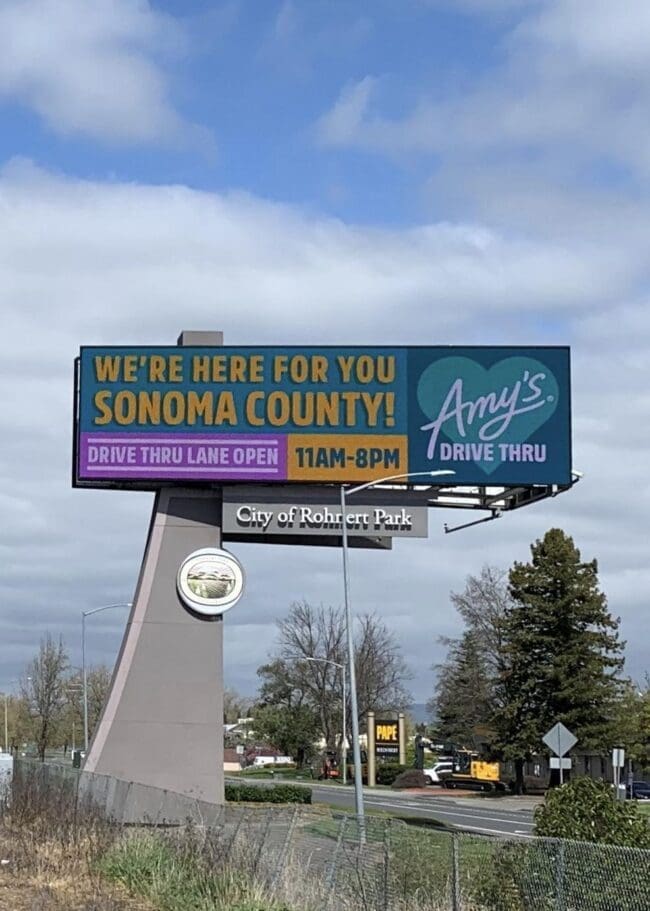 WE'RE HERE FOR YOU
SONOMA COUNTY!
DRIVE THRU LANE OPEN
11AM-8PM
Amy's®
DRIVE THRU
City of Rohnert Park
PAPÉ